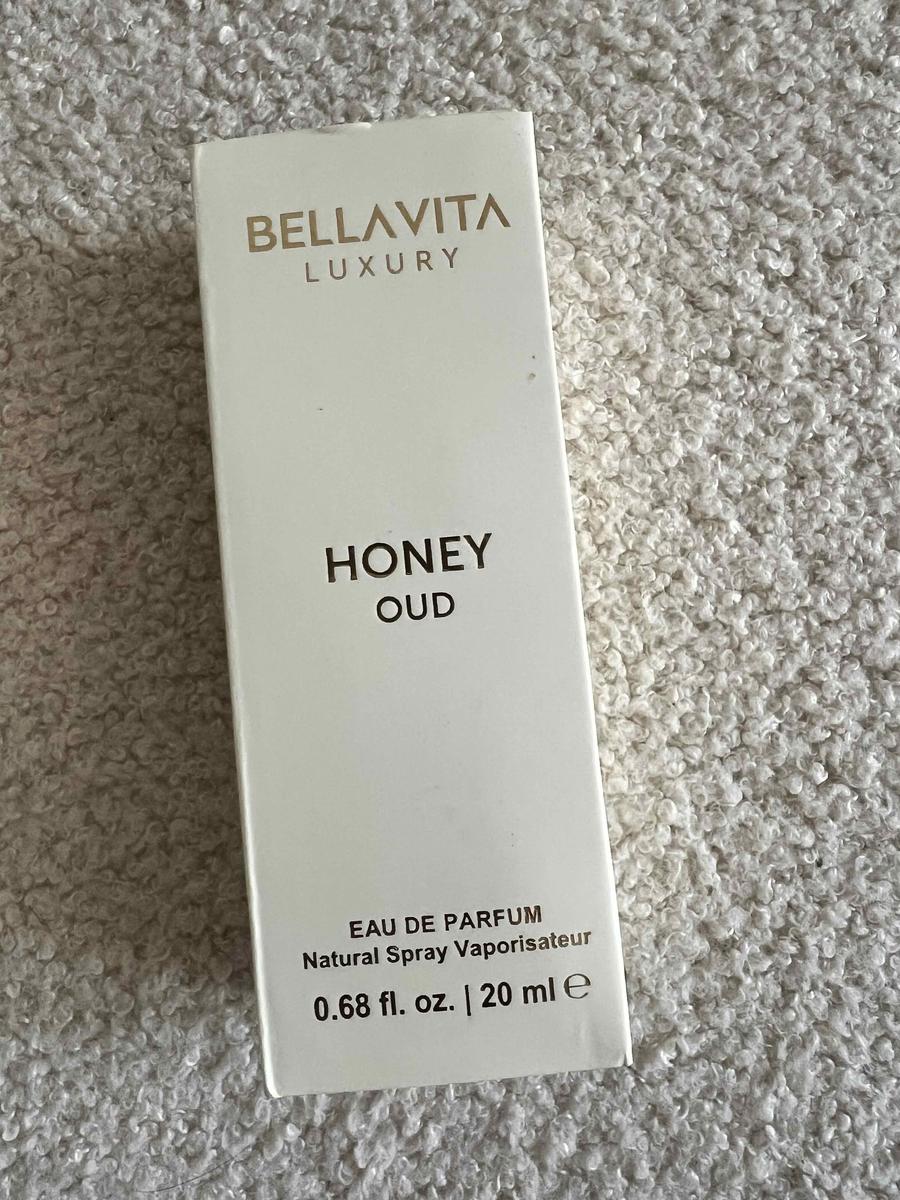 BELLAVITA
LUXURY
HONEY
OUD
EAU DE PARFUM
Natural Spray Vaporisateur
0.68 fl. oz. | 20 ml ℮